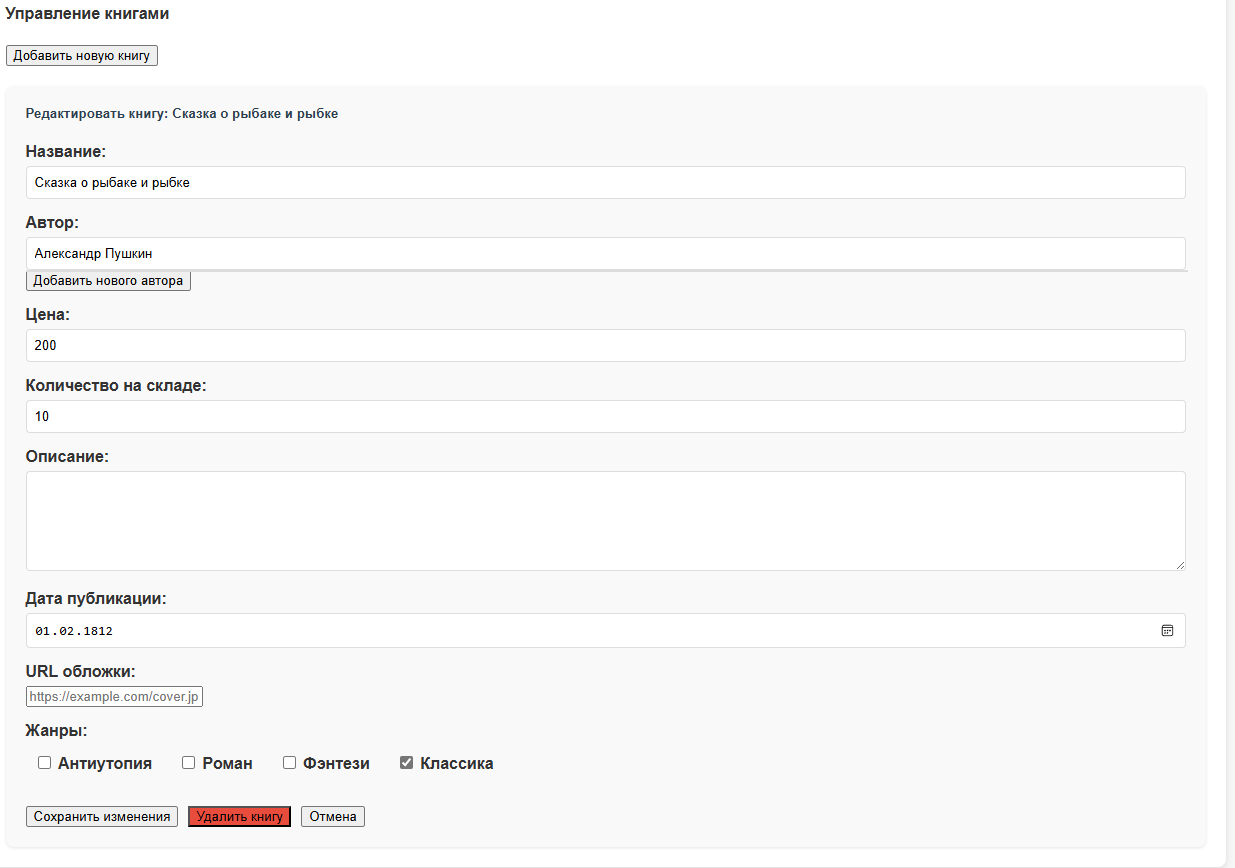 Управление книгами
Добавить новую книгу
Редактировать книгу: Сказка о рыбаке и рыбке
Название:
Сказка о рыбаке и рыбке
Автор:
Александр Пушкин
Добавить нового автора
Цена:
200
Количество на складе:
10
Описание:
Дата публикации:
01.02.1812
URL обложки:
https://example.com/cover.jp
Жанры:
Антиутопия Роман Фэнтези Классика
Сохранить изменения Удалить книгу Отмена